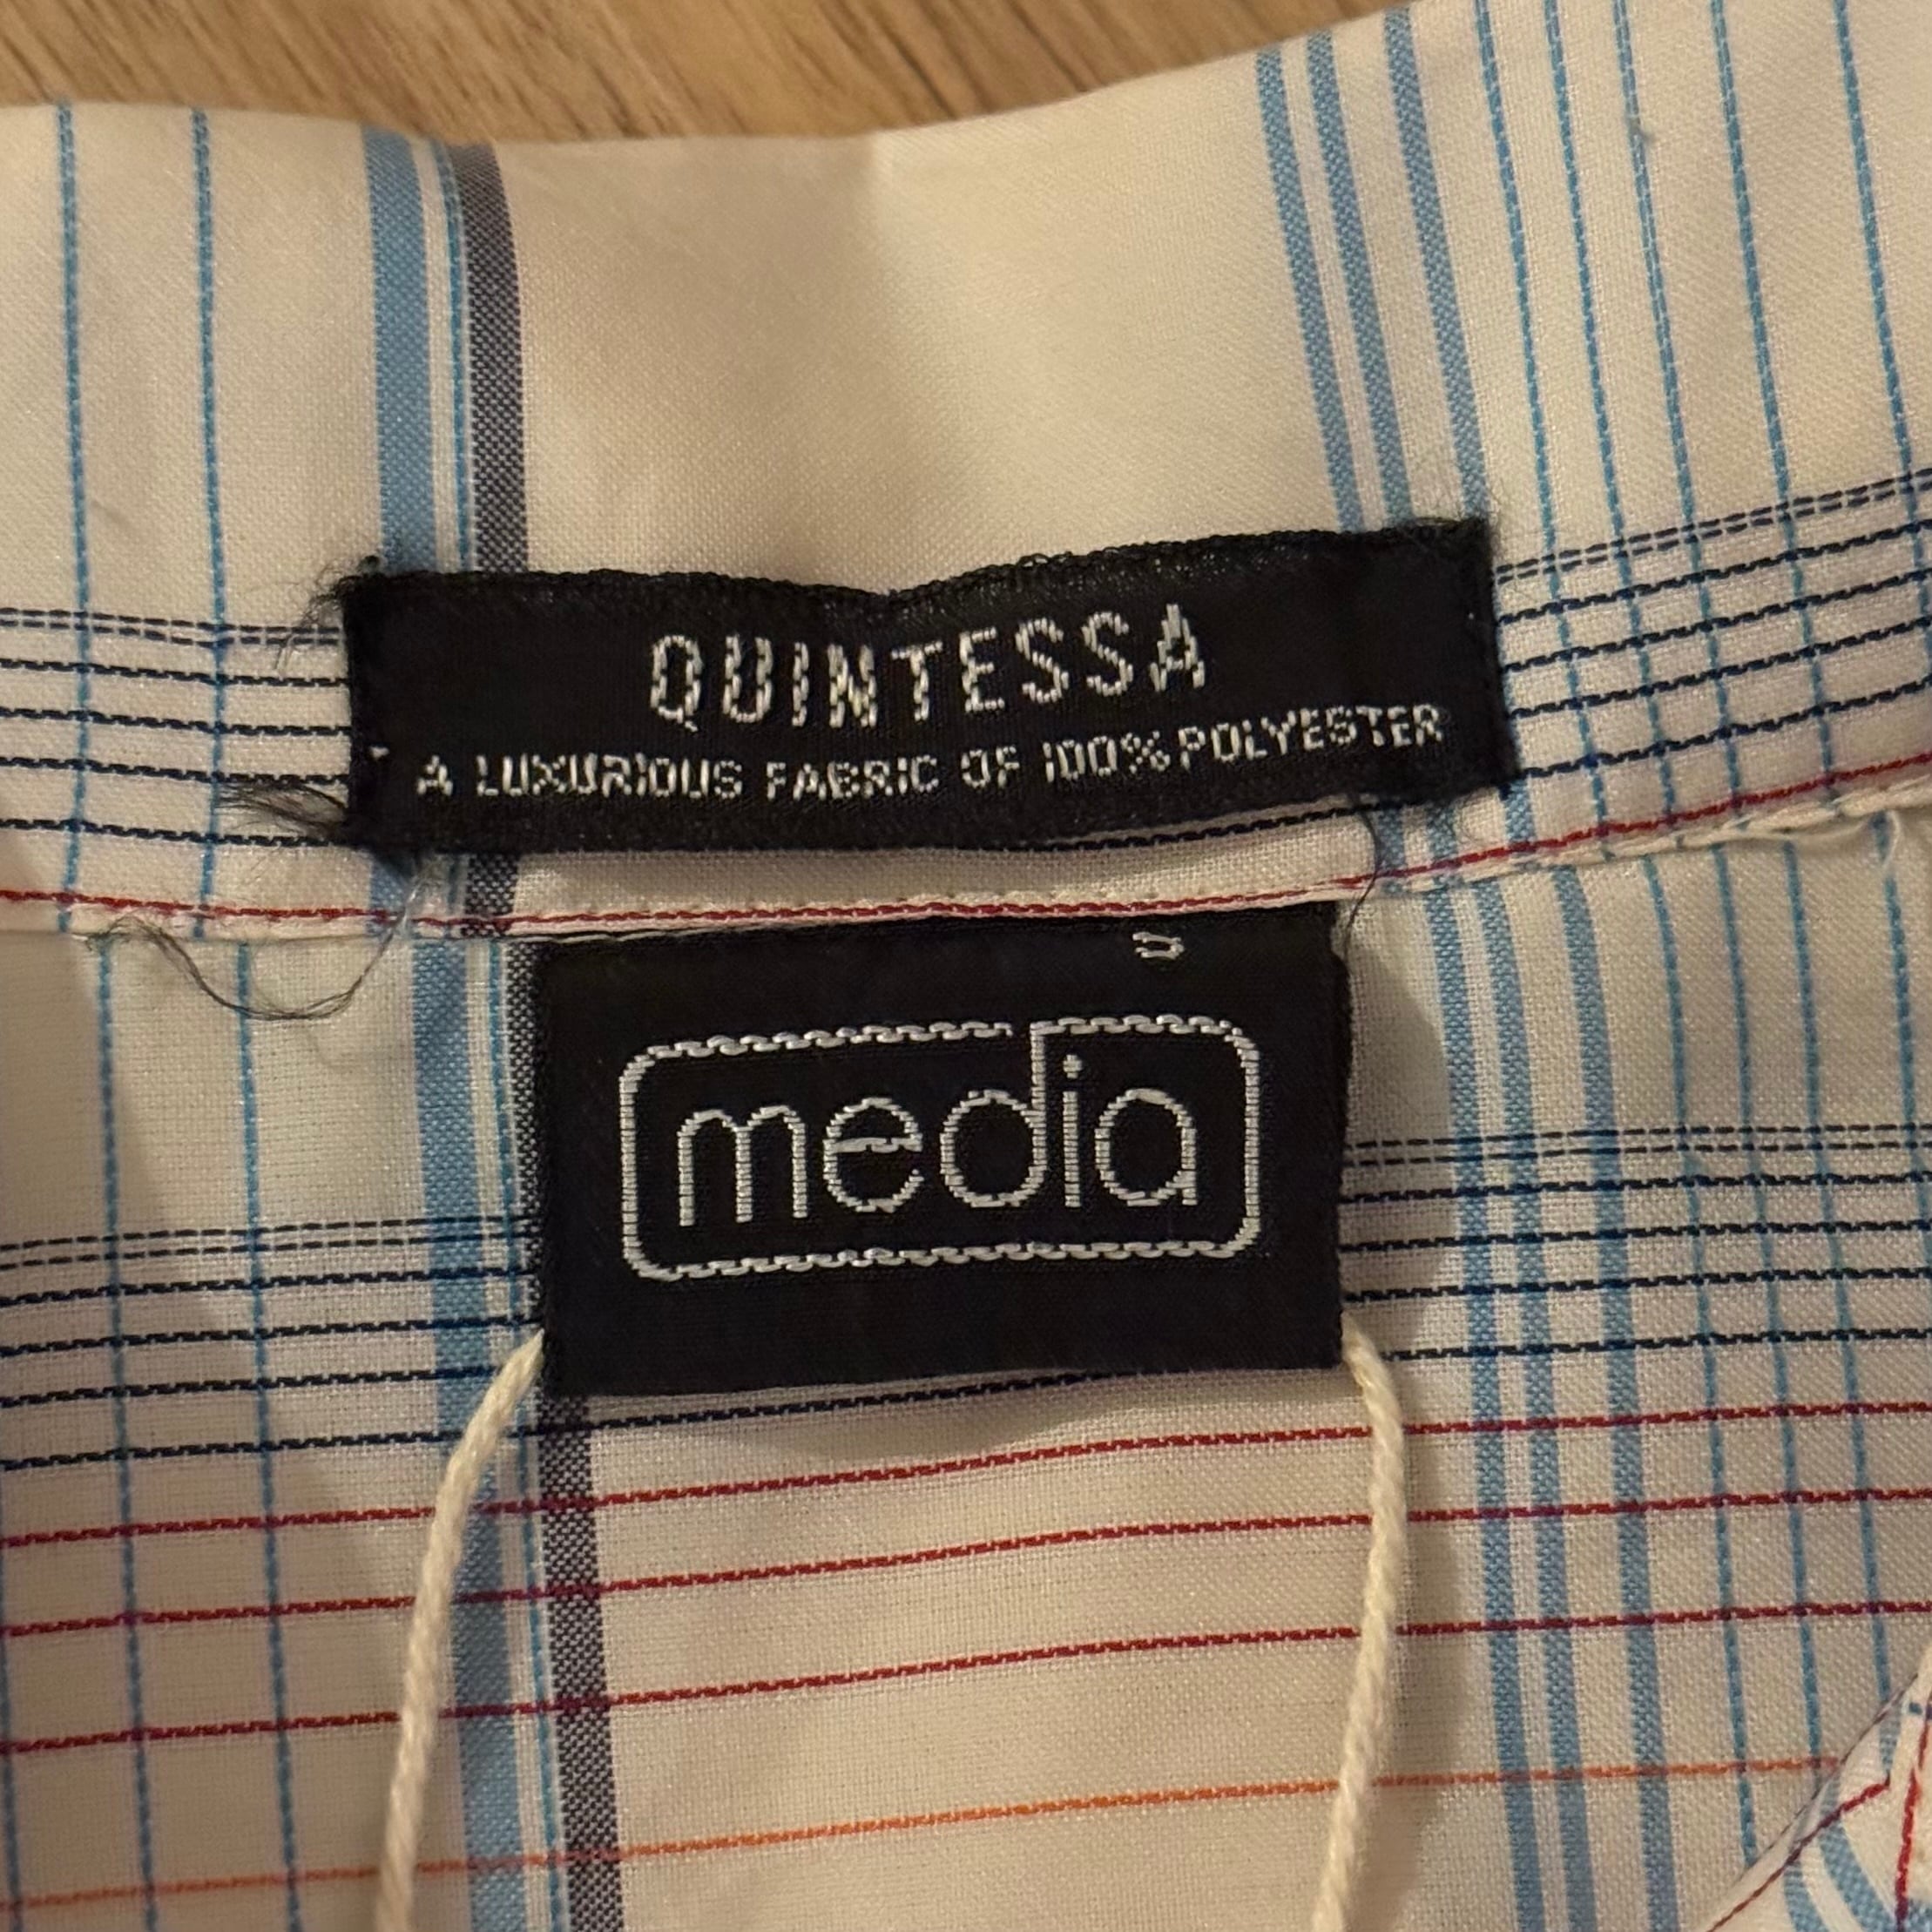 QUINTESSA
A LUXURIOUS FABRIC OF 100% POLYESTER
media